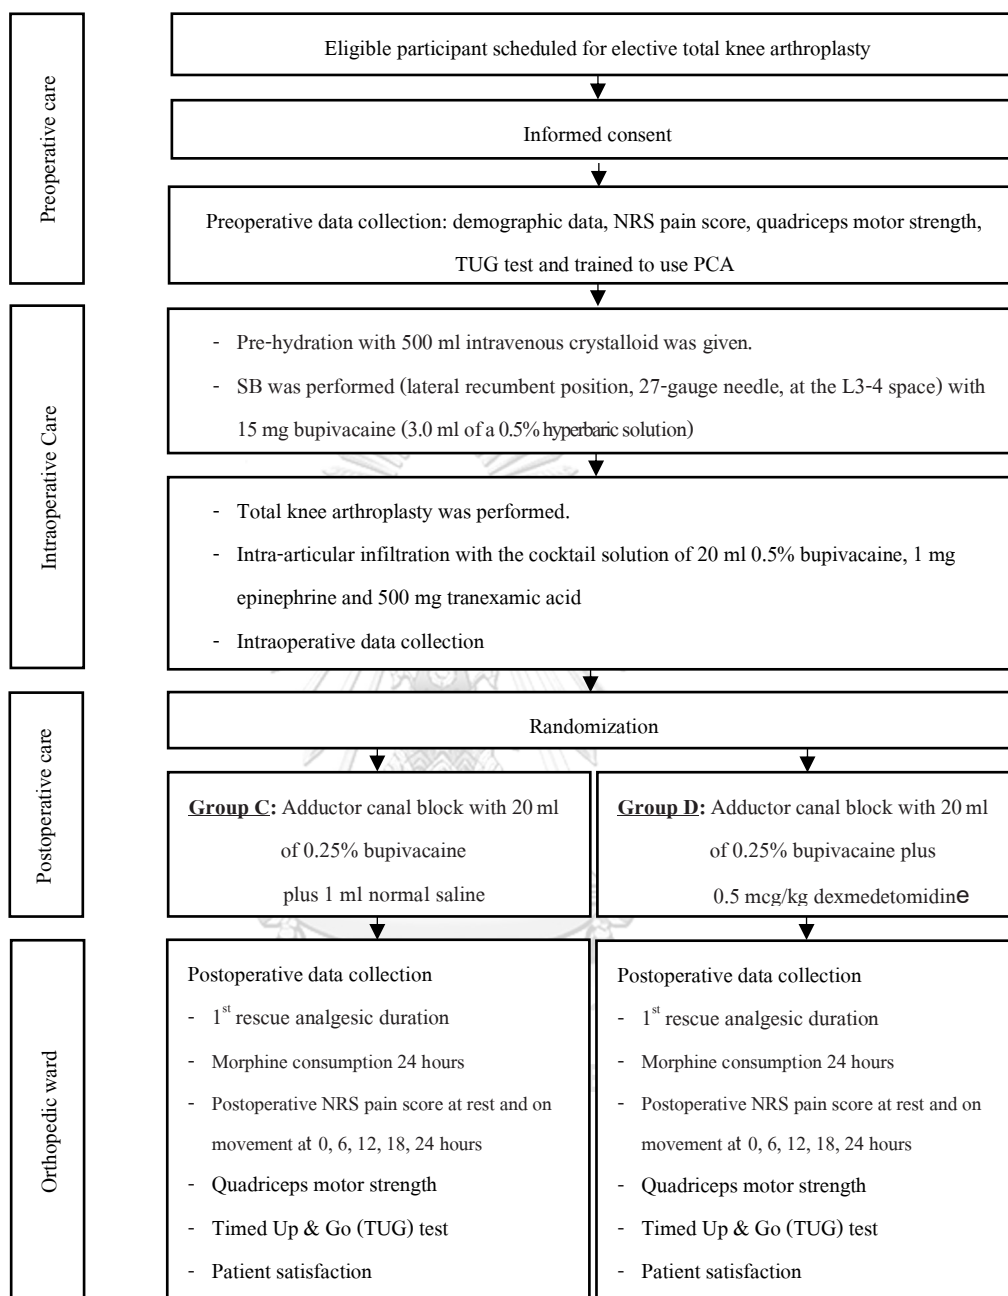 Preoperative care
Eligible participant scheduled for elective total knee arthroplasty
Informed consent
Preoperative data collection: demographic data, NRS pain score, quadriceps motor strength,
TUG test and trained to use PCA
Intraoperative Care
- Pre-hydration with 500 ml intravenous crystalloid was given.
- SB was performed (lateral recumbent position, 27-gauge needle, at the L3-4 space) with
15 mg bupivacaine (3.0 ml of a 0.5% hyperbaric solution)
- Total knee arthroplasty was performed.
- Intra-articular infiltration with the cocktail solution of 20 ml 0.5% bupivacaine, 1 mg
epinephrine and 500 mg tranexamic acid
- Intraoperative data collection
Postoperative care
Randomization
Group C: Adductor canal block with 20 ml
of 0.25% bupivacaine
plus 1 ml normal saline
Group D: Adductor canal block with 20 ml
of 0.25% bupivacaine plus
0.5 mcg/kg dexmedetomidine
Orthopedic ward
Postoperative data collection
- 1st rescue analgesic duration
- Morphine consumption 24 hours
- Postoperative NRS pain score at rest and on
movement at 0, 6, 12, 18, 24 hours
- Quadriceps motor strength
- Timed Up & Go (TUG) test
- Patient satisfaction
Postoperative data collection
- 1st rescue analgesic duration
- Morphine consumption 24 hours
- Postoperative NRS pain score at rest and on
movement at 0, 6, 12, 18, 24 hours
- Quadriceps motor strength
- Timed Up & Go (TUG) test
- Patient satisfaction